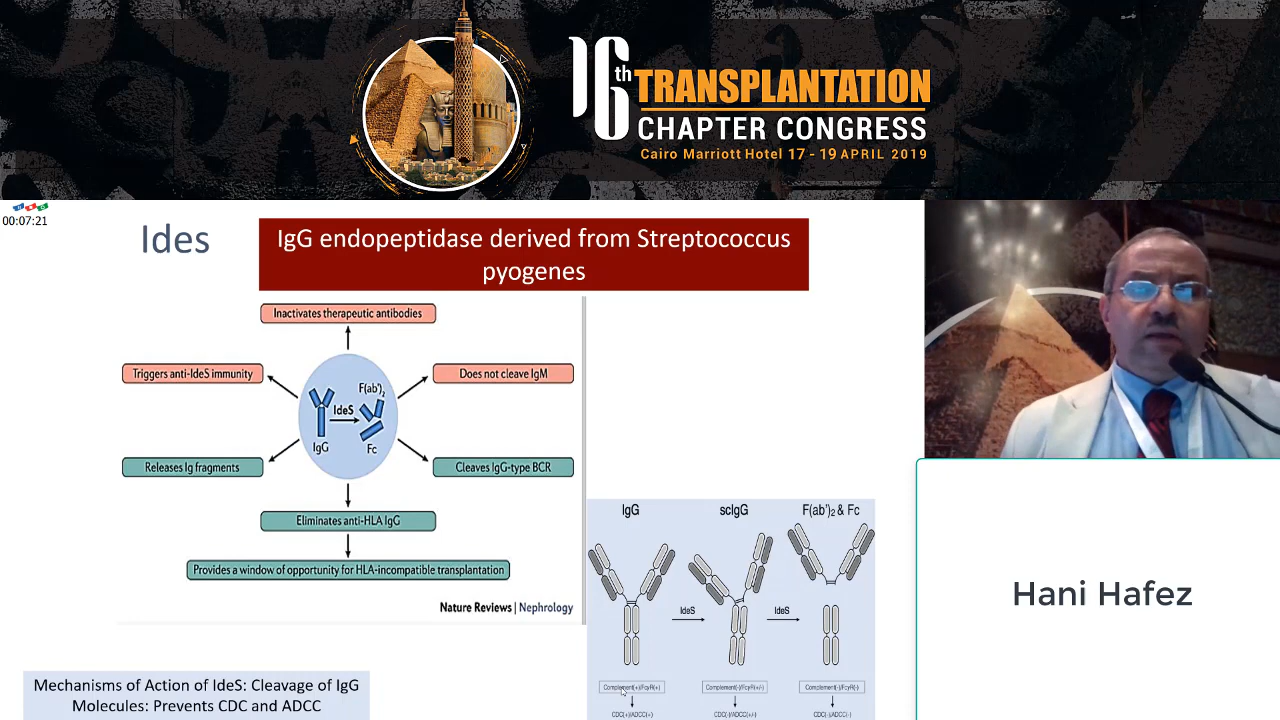 16th TRANSPLANTATION
CHAPTER CONGRESS
Cairo Marriott Hotel 17 - 19 APRIL 2019
00:07:21
Ides
IgG endopeptidase derived from Streptococcus
pyogenes
Inactivates therapeutic antibodies
Triggers anti-IdeS immunity
Does not cleave IgM
F(ab')2
IdeS
IgG
Fc
Releases Ig fragments
Cleaves IgG-type BCR
Eliminates anti-HLA IgG
Provides a window of opportunity for HLA-incompatible transplantation
Nature Reviews | Nephrology
IgG
scIgG
F(ab')2 & Fc
IdeS
IdeS
Complement(+)/FcγR(+)
Complement(-)/FcγR(+/-)
Complement(-)/FcγR(-)
CDC(+)/ADCC(+)
CDC(-)/ADCC(+/-)
CDC(-)/ADCC(-)
Mechanisms of Action of IdeS: Cleavage of IgG
Molecules: Prevents CDC and ADCC
Hani Hafez